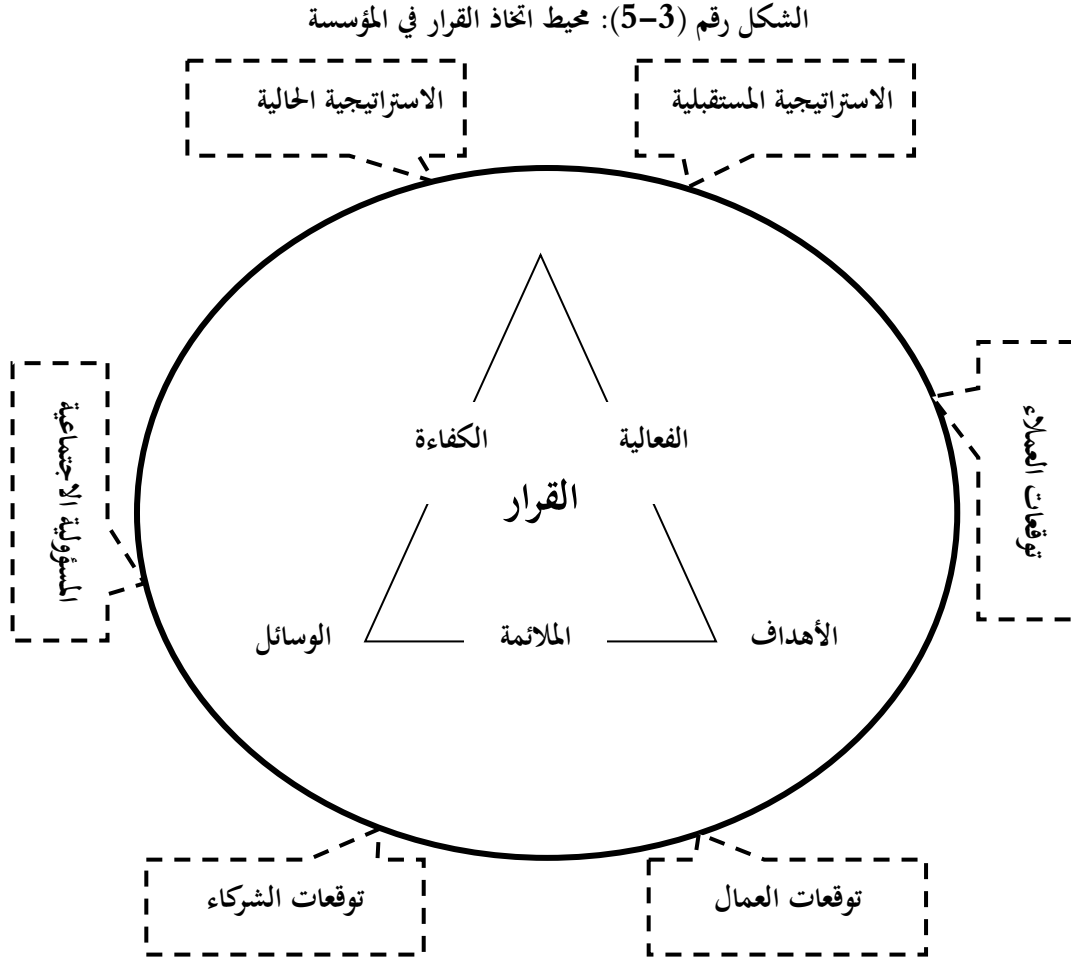 الشكل رقم (3-5): محيط اتخاذ القرار في المؤسسة
الاستراتيجية المستقبلية
الاستراتيجية الحالية
توقعات العملاء
المسؤولية الاجتماعية
الفعالية
الكفاءة
القرار
الأهداف
الملائمة
الوسائل
توقعات العمال
توقعات الشركاء